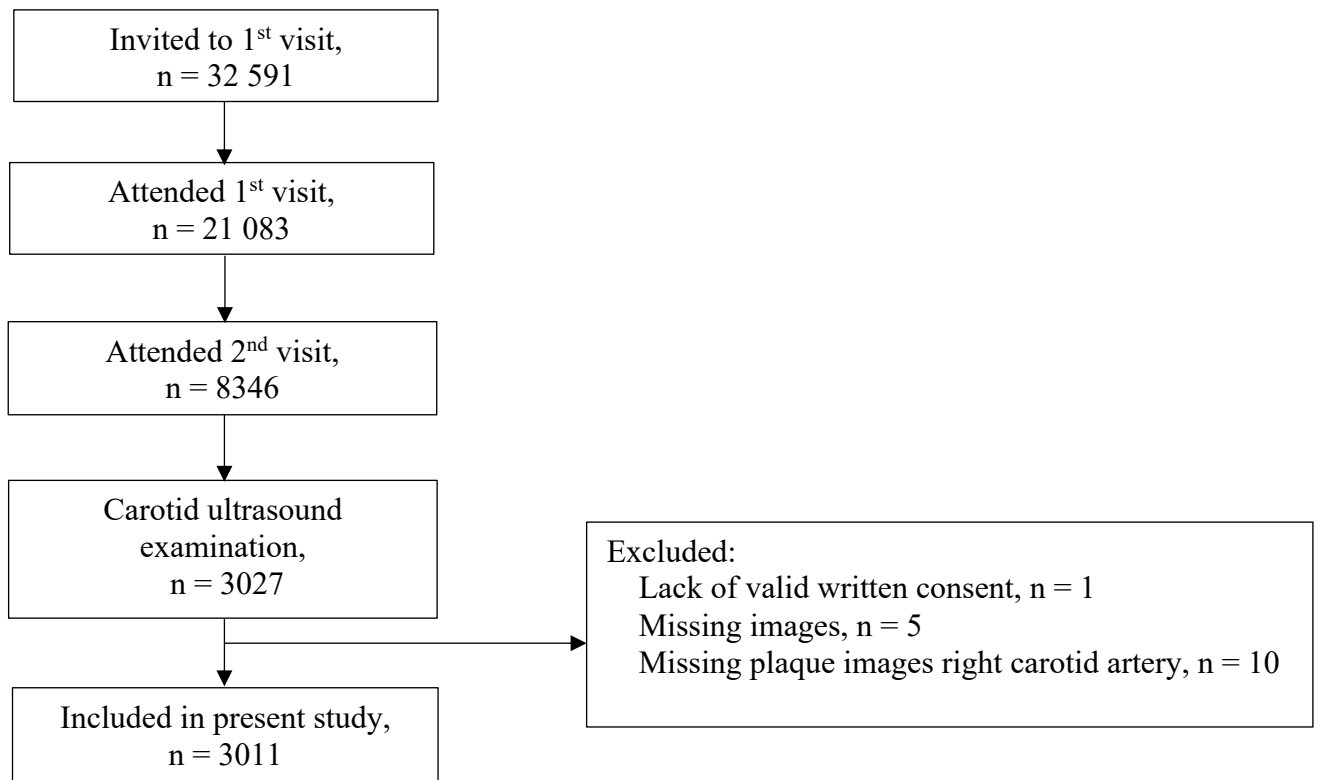 Invited to 1st visit,
n = 32 591
Attended 1st visit,
n = 21 083
Attended 2nd visit,
n = 8346
Carotid ultrasound
examination,
n = 3027
Excluded:
Lack of valid written consent, n = 1
Missing images, n = 5
Missing plaque images right carotid artery, n = 10
Included in present study,
n = 3011